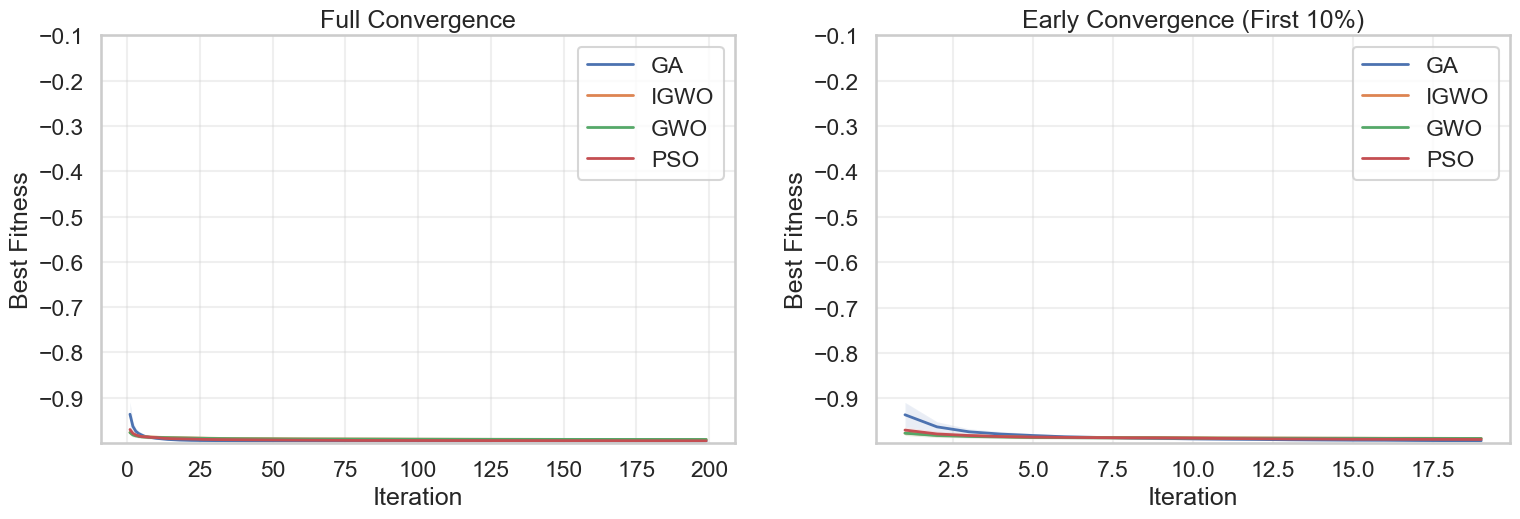 Full Convergence
−0.1
−0.2
−0.3
−0.4
−0.5
−0.6
−0.7
−0.8
−0.9
Best Fitness
0 25 50 75 100 125 150 175 200
Iteration
GA
IGWO
GWO
PSO
Early Convergence (First 10%)
−0.1
−0.2
−0.3
−0.4
−0.5
−0.6
−0.7
−0.8
−0.9
Best Fitness
2.5 5.0 7.5 10.0 12.5 15.0 17.5
Iteration
GA
IGWO
GWO
PSO